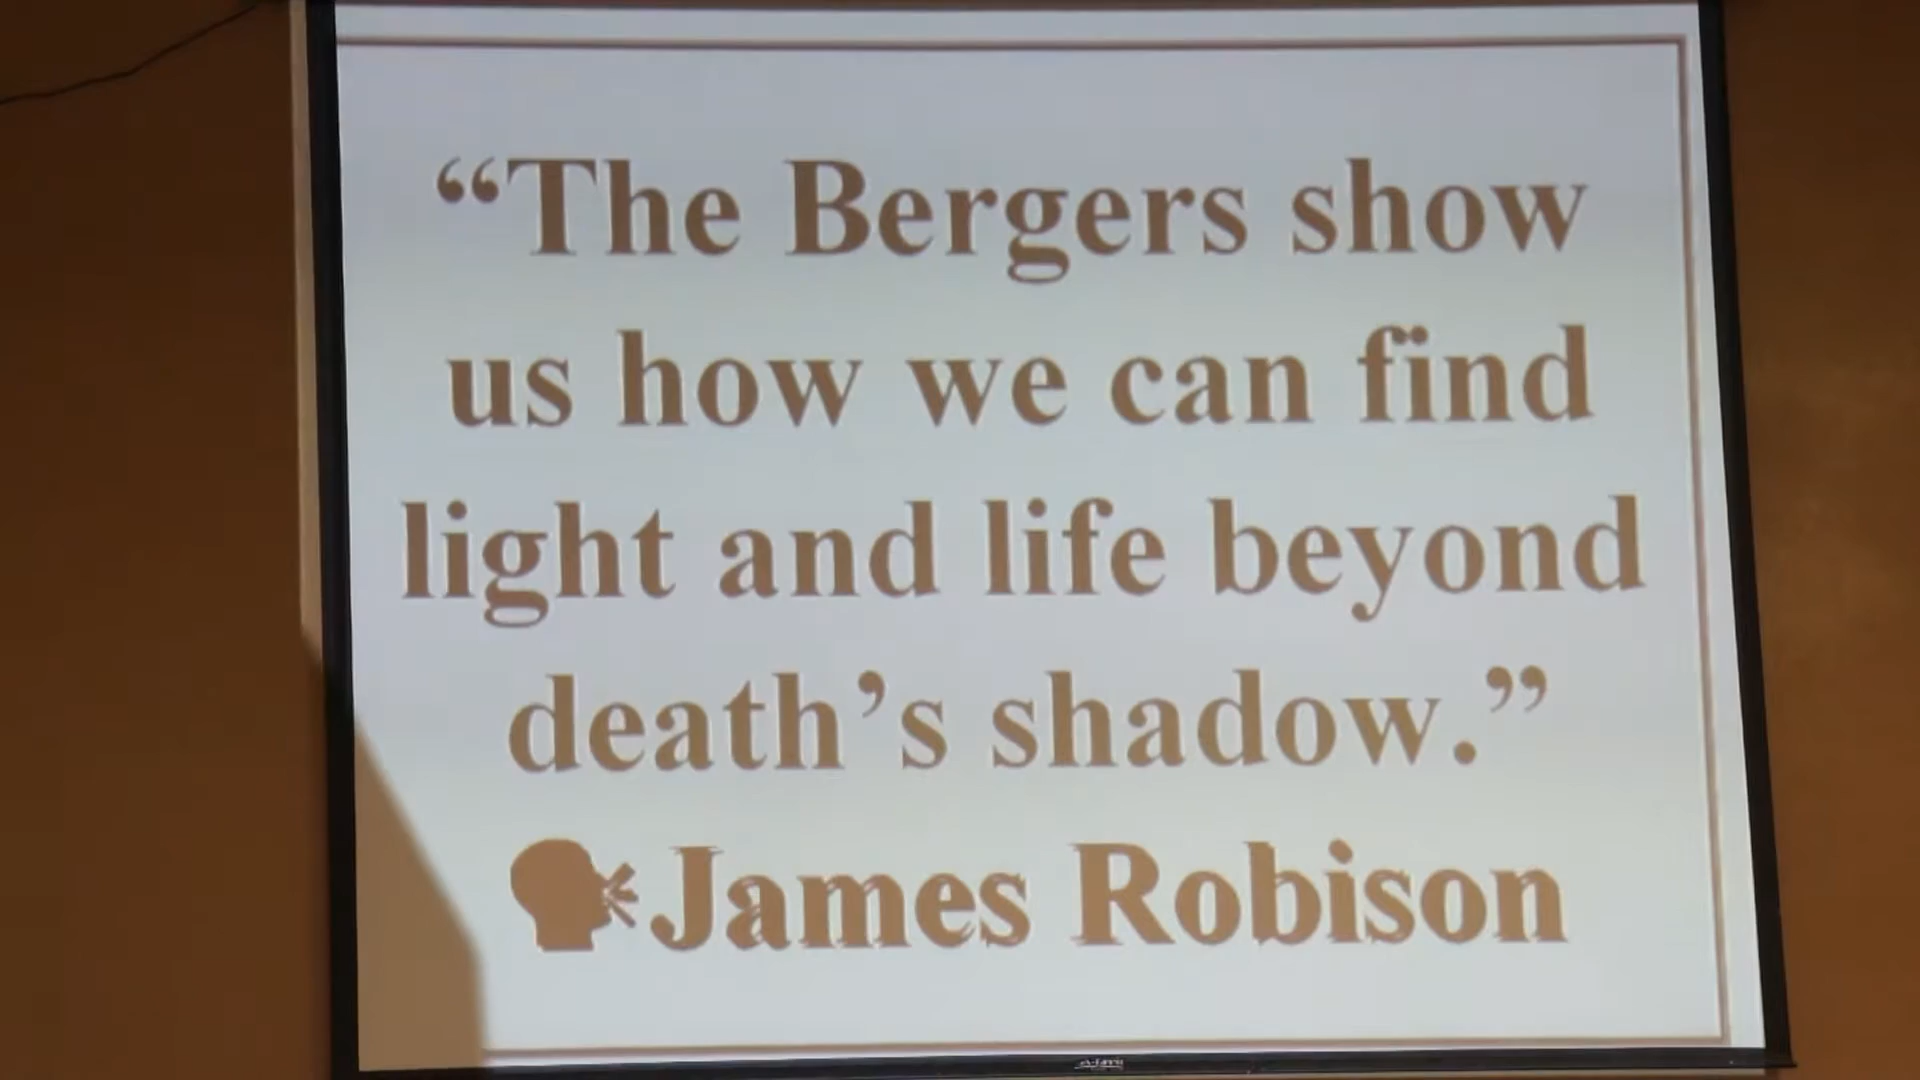 “The Bergers show
us how we can find
light and life beyond
death’s shadow.”
James Robison